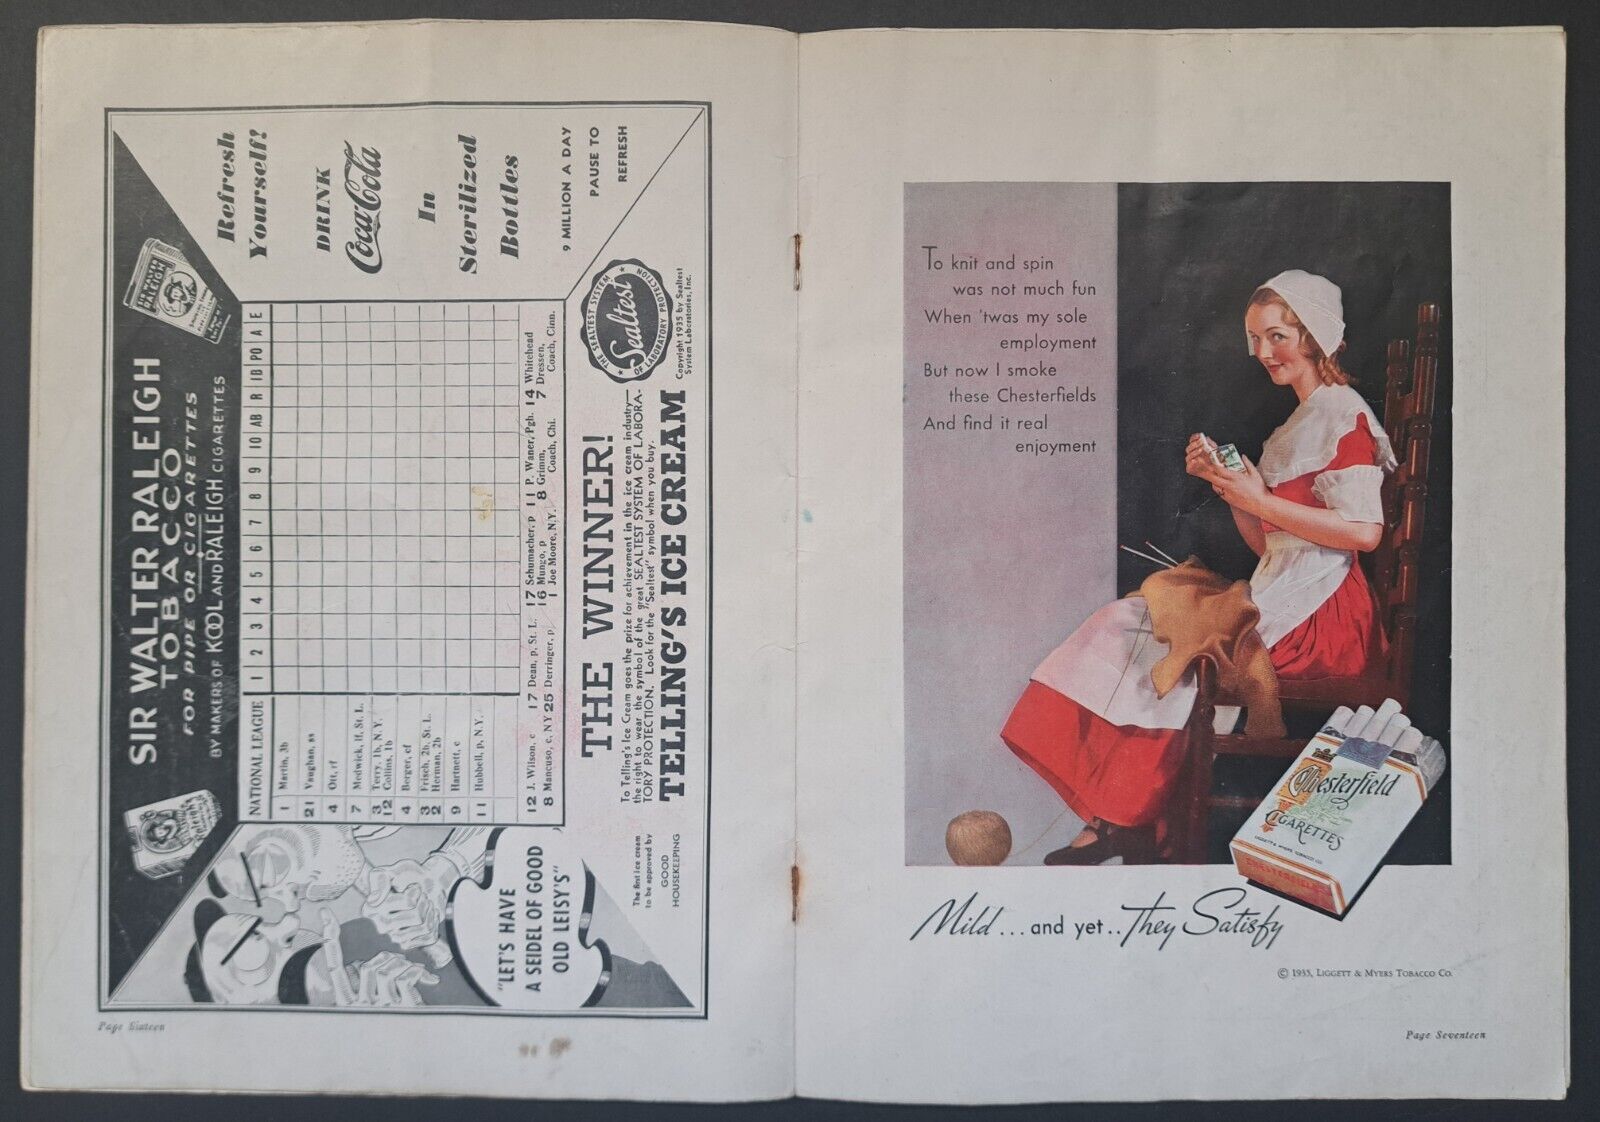 SIR WALTER RALEIGH
TOBACCO
FOR PIPE OR CIGARETTES
BY MAKERS OF KOOL AND RALEIGH CIGARETTES
SIR WALTER
RALEIGH
Refresh
Yourself!
DRINK
Coca-Cola
In
Sterilized
Bottles
9 MILLION A DAY
PAUSE TO
REFRESH
NATIONAL LEAGUE 1 2 3 4 5 6 7 8 9 10 AB R IB PO A E
1 Martin, 3b
21 Vaughan, ss
4 Ott, rf
7 Medwick, lf. St. L.
3 Terry, 1b, N.Y.
12 Collins, 1b
4 Berger, cf
3 Frisch, 2b, St. L.
2 Herman, 2b
9 Hartnett, c
11 Hubbell, p, N.Y.
12 J. Wilson, c 17 Dean, p, St. L. 17 Schumacher, p 11 P. Waner, Pgh. 14 Whitehead
8 Mancuso, c, NY 25 Derringer, p 16 Mungo, p 8 Grimm, 7 Dressen,
1 Joe Moore, N.Y. Coach, Chi. Coach, Cinn.
"LET'S HAVE
A SEIDEL OF GOOD
OLD LEISY'S"
THE WINNER!
To Telling's Ice Cream goes the prize for achievement in the ice cream industry—
the right to wear the symbol of the great SEALTEST SYSTEM OF LABORA-
TORY PROTECTION. Look for the "Sealtest" symbol when you buy.
TELLING'S ICE CREAM
The first ice cream
to be approved by
GOOD
HOUSEKEEPING
THE SEALTEST SYSTEM
Sealtest
OF LABORATORY PROTECTION
Copyright 1935 by Sealtest
System Laboratories, Inc.
Page Sixteen
To knit and spin
was not much fun
When 'twas my sole
employment
But now I smoke
these Chesterfields
And find it real
enjoyment
Chesterfield
CIGARETTES
LIGGETT & MYERS TOBACCO CO.
CHESTERFIELD
Mild... and yet.. They Satisfy
© 1935, LIGGETT & MYERS TOBACCO CO.
Page Seventeen